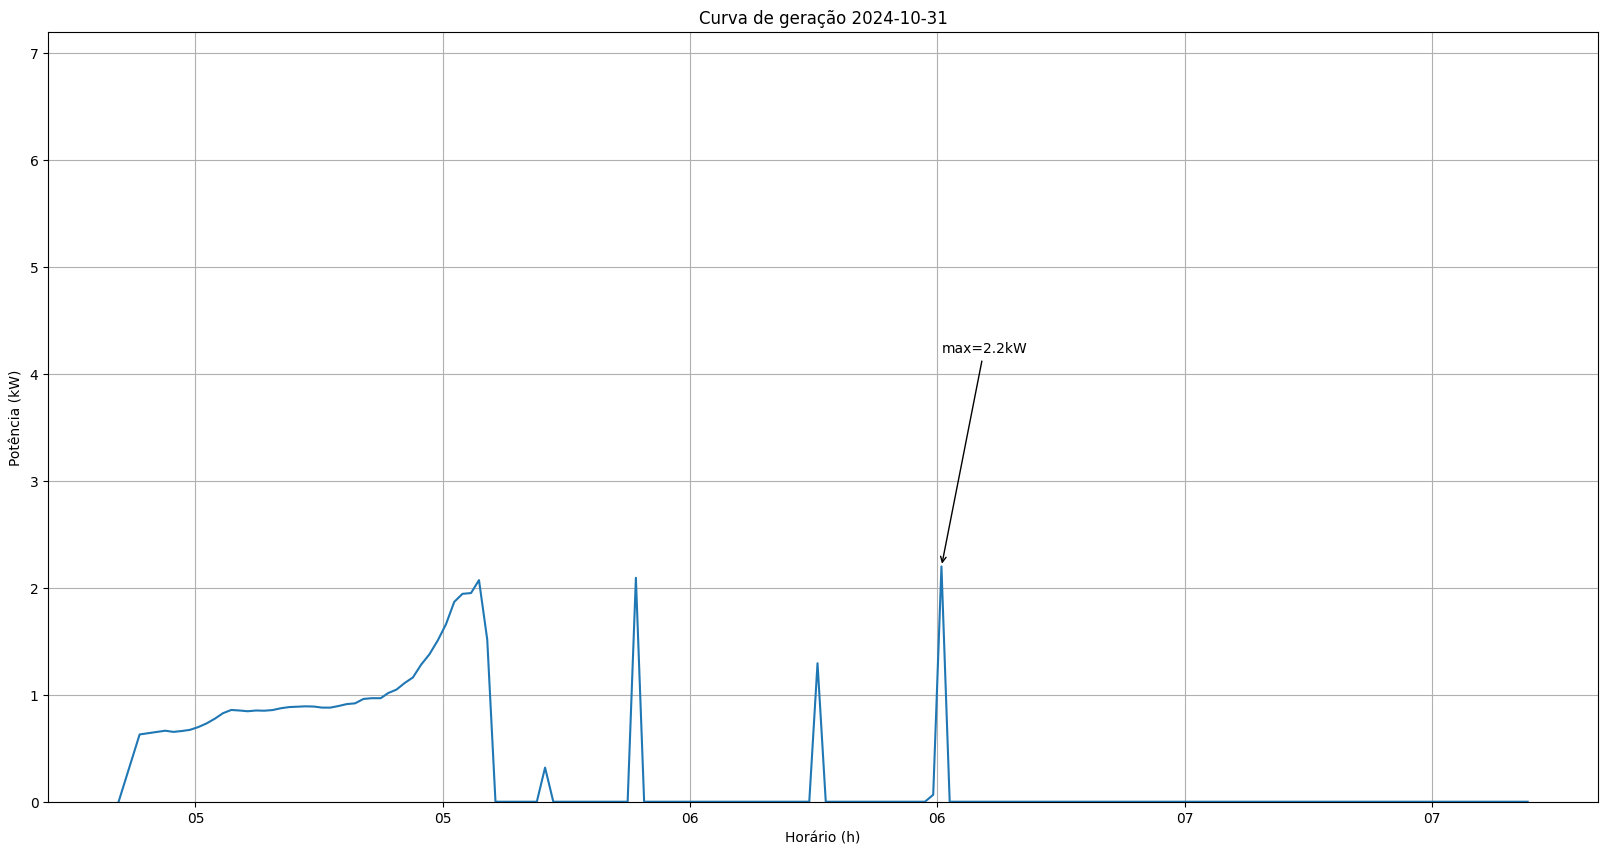 Curva de geração 2024-10-31
7
6
5
4
3
2
1
0
Potência (kW)
max=2.2kW
05 05 06 06 07 07
Horário (h)